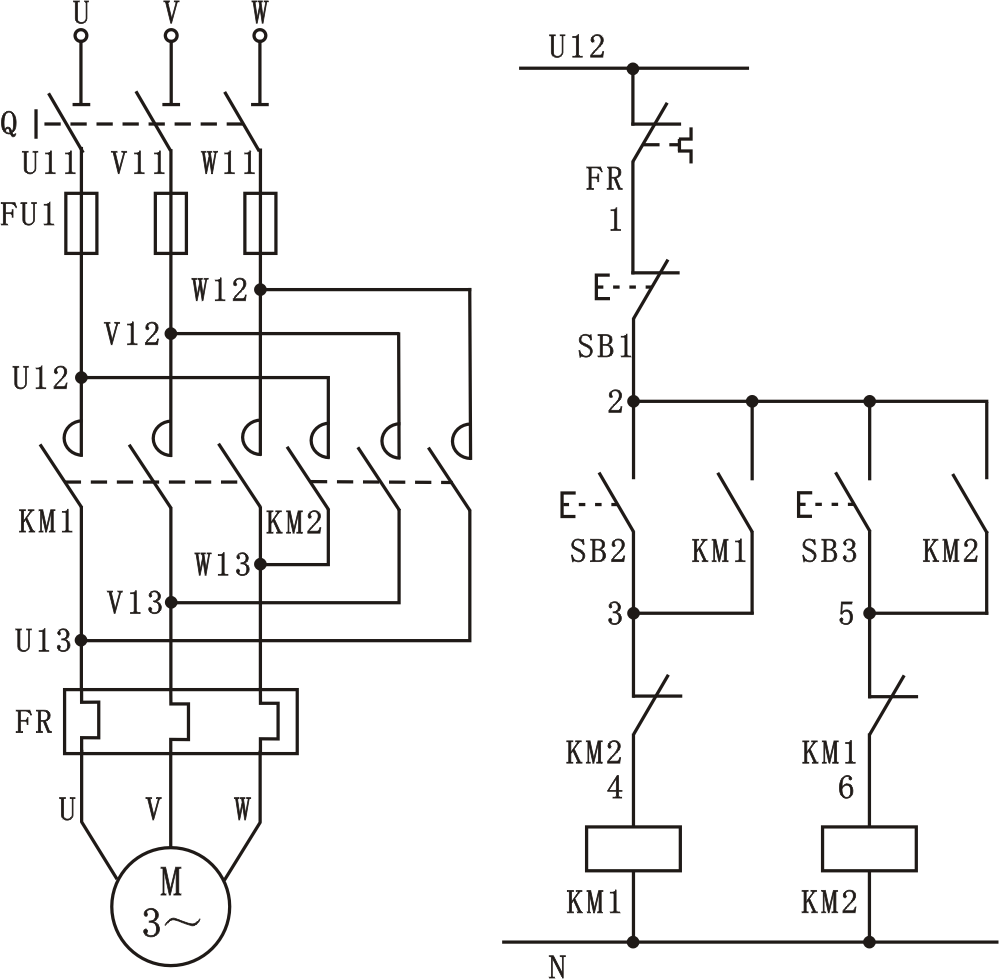 U V W
Q
U11 V11 W11
FU1
W12
V12
U12
KM1 KM2
W13
V13
U13
FR
U V W
M
3～
U12
FR
1
SB1
2
SB2 KM1 SB3 KM2
3 5
KM2 KM1
4 6
KM1 KM2
N